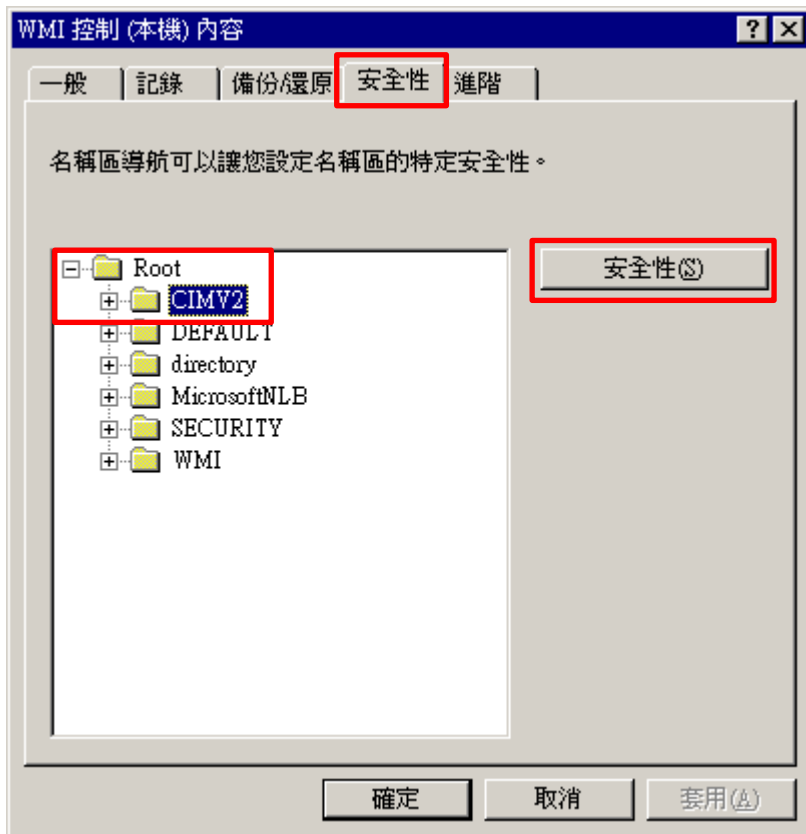 WMI 控制 (本機) 內容
一般 記錄 備份/還原 安全性 進階
名稱區導航可以讓您設定名稱區的特定安全性。
Root
安全性(S)
CIMV2
DEFAULT
directory
MicrosoftNLB
SECURITY
WMI
確定 取消 套用(A)